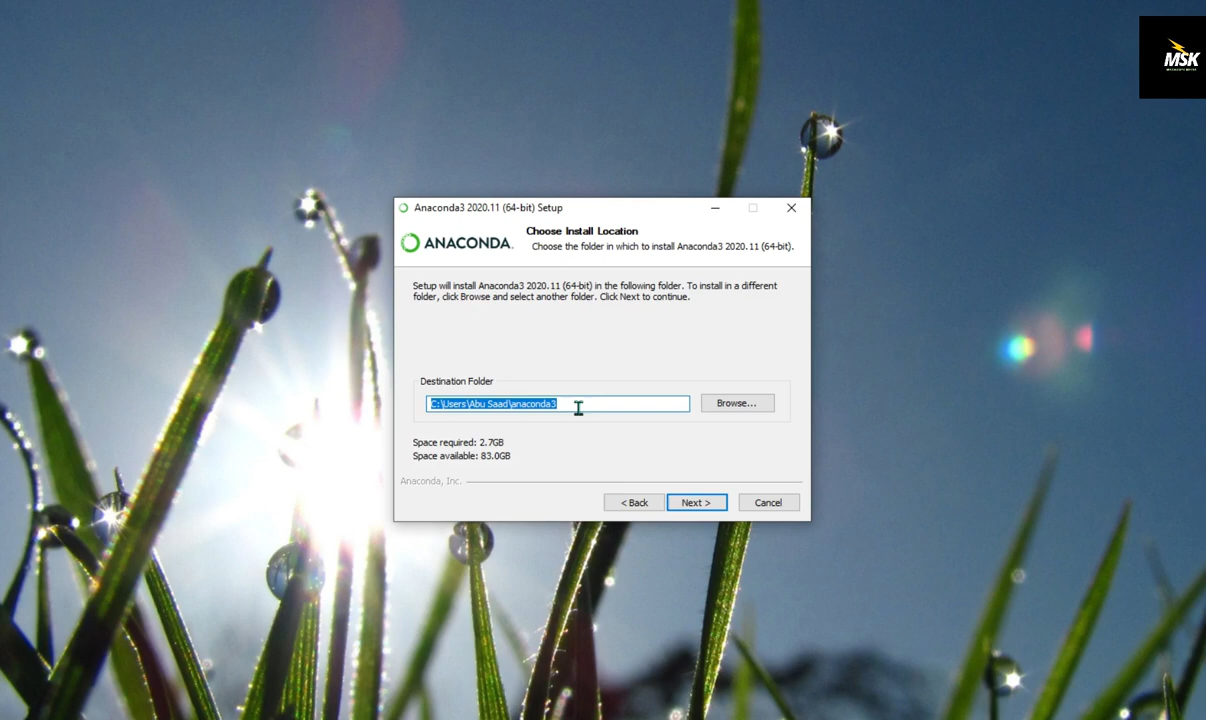 MSK
Anaconda3 2020.11 (64-bit) Setup
ANACONDA.
Choose Install Location
Choose the folder in which to install Anaconda3 2020.11 (64-bit).
Setup will install Anaconda3 2020.11 (64-bit) in the following folder. To install in a different
folder, click Browse and select another folder. Click Next to continue.
Destination Folder
C:\Users\Abu Saad\anaconda3
Browse...
Space required: 2.7GB
Space available: 83.0GB
Anaconda, Inc.
< Back
Next >
Cancel